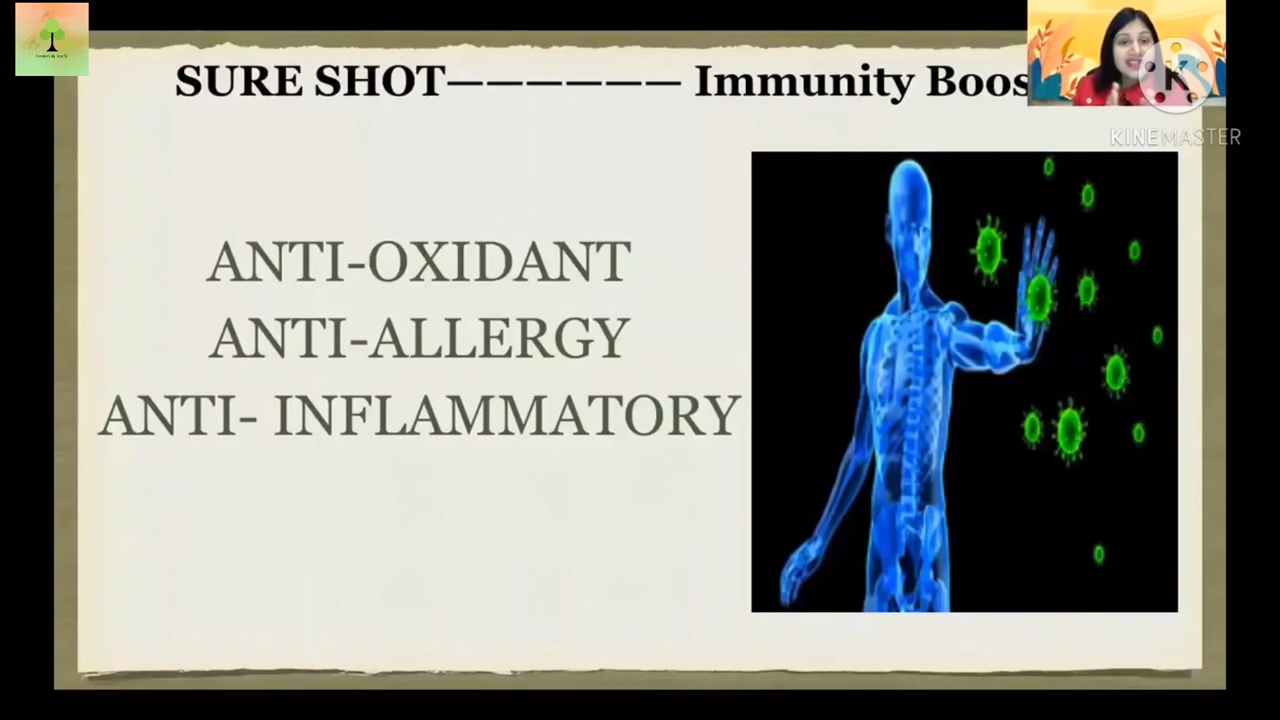 SURE SHOT—————— Immunity Boos
KINEMASTER
ANTI-OXIDANT
ANTI-ALLERGY
ANTI- INFLAMMATORY